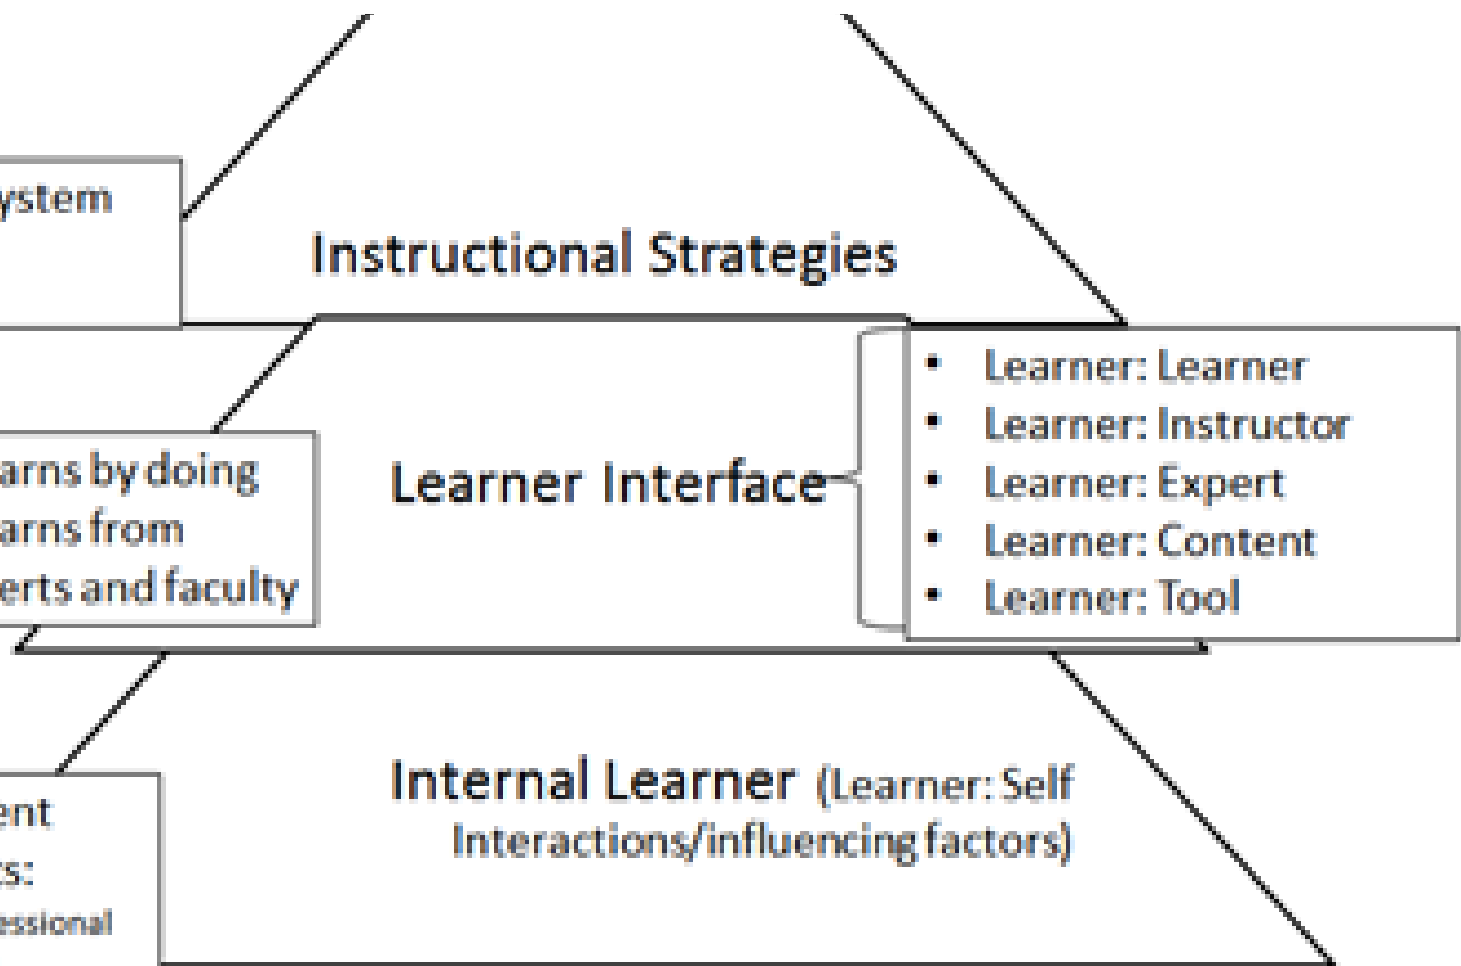 ystem
Instructional Strategies
Learner: Learner
Learner: Instructor
Learner: Expert
Learner: Content
Learner: Tool
Learner Interface
arns by doing
arns from
erts and faculty
Internal Learner (Learner: Self
Interactions/influencing factors)
ent
ts:
essional